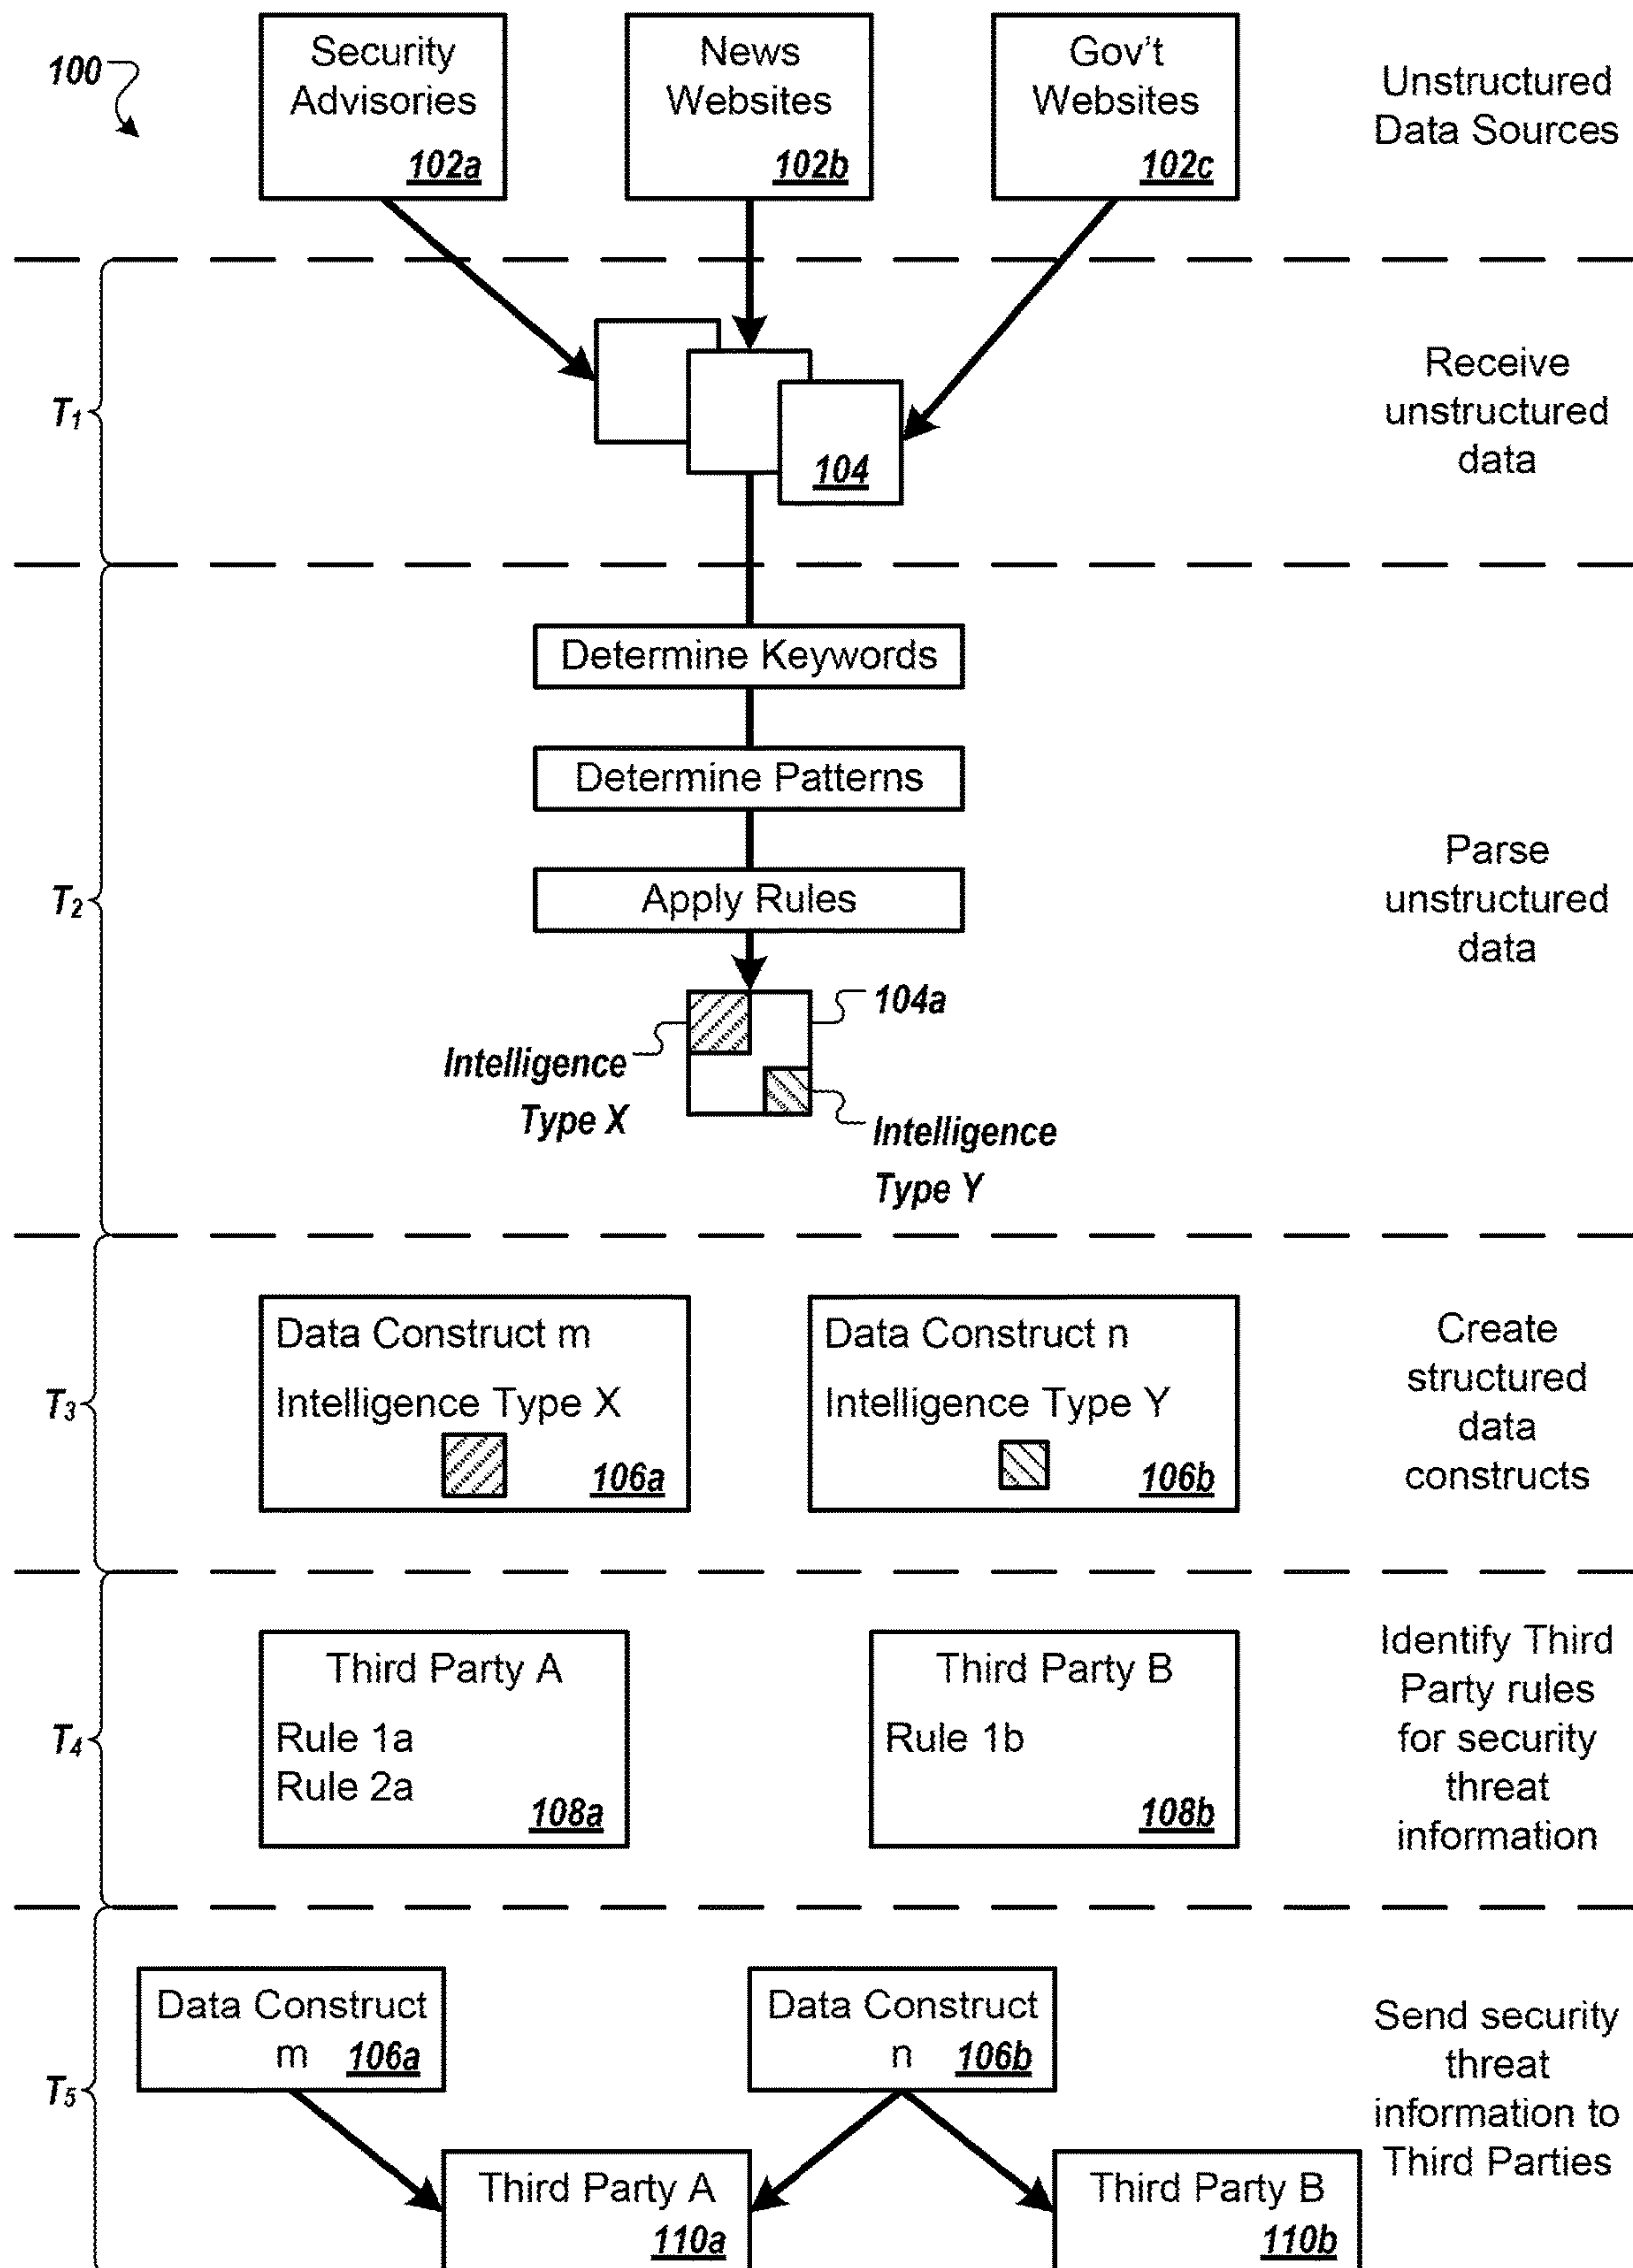 100
Security
Advisories
102a
News
Websites
102b
Gov't
Websites
102c
Unstructured
Data Sources
T1
104
Receive
unstructured
data
T2
Determine Keywords
Determine Patterns
Apply Rules
104a
Intelligence
Type X
Intelligence
Type Y
Parse
unstructured
data
T3
Data Construct m
Intelligence Type X
106a
Data Construct n
Intelligence Type Y
106b
Create
structured
data
constructs
T4
Third Party A
Rule 1a
Rule 2a
108a
Third Party B
Rule 1b
108b
Identify Third
Party rules
for security
threat
information
T5
Data Construct
m 106a
Data Construct
n 106b
Third Party A
110a
Third Party B
110b
Send security
threat
information to
Third Parties